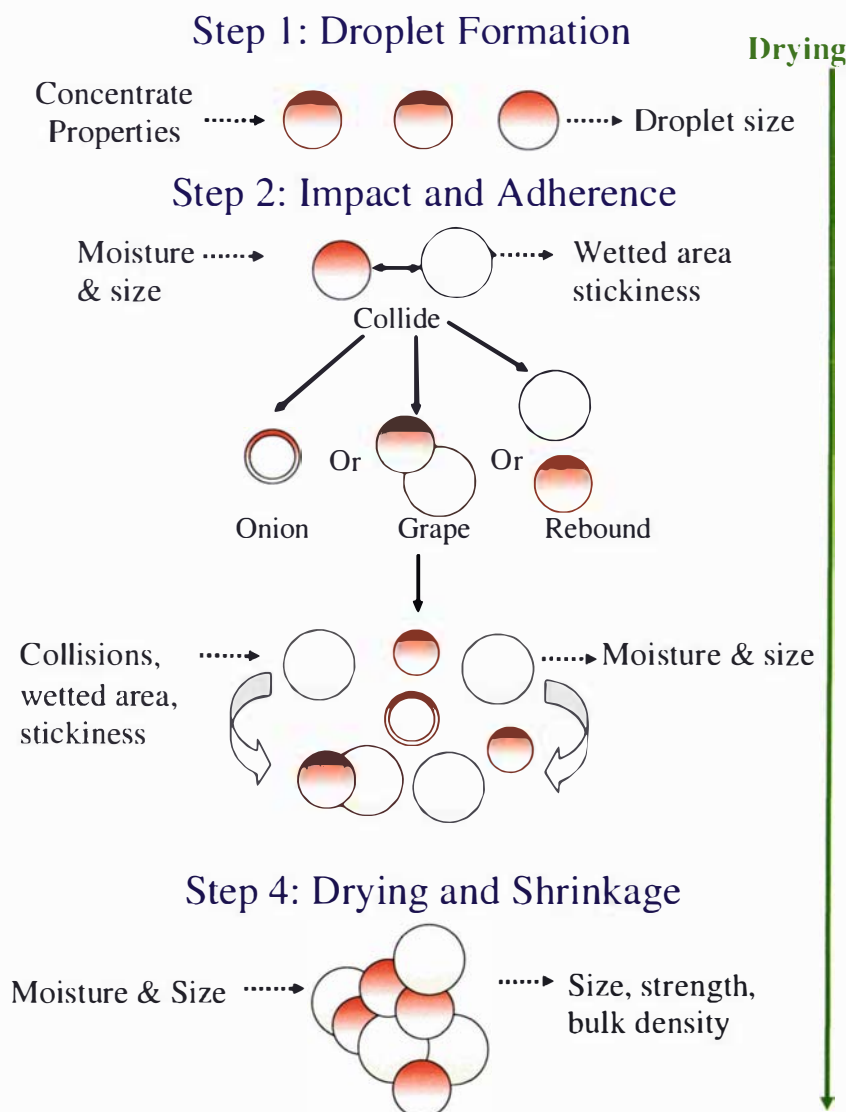 Step 1: Droplet Formation
Drying
Concentrate
Properties
Droplet size
Step 2: Impact and Adherence
Moisture
& size
Wetted area
stickiness
Collide
Or
Or
Onion
Grape
Rebound
Collisions,
wetted area,
stickiness
Moisture & size
Step 4: Drying and Shrinkage
Moisture & Size
Size, strength,
bulk density